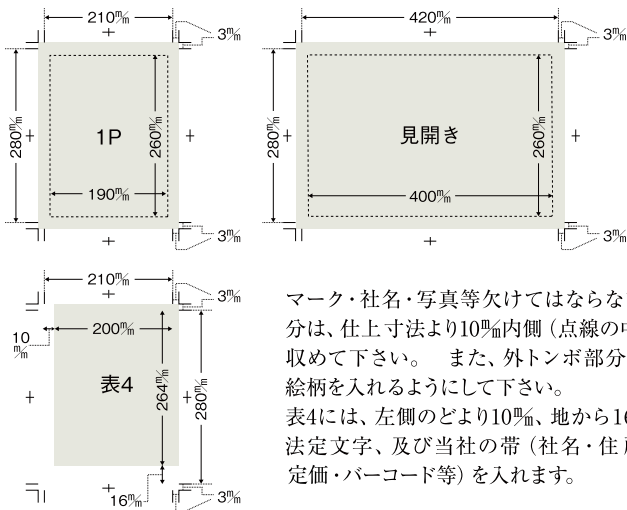 210㎜
3㎜
280㎜
1P
260㎜
190㎜
3㎜
420㎜
3㎜
280㎜
見開き
260㎜
400㎜
3㎜
210㎜
3㎜
10㎜
200㎜
表4
264㎜
280㎜
16㎜
3㎜
マーク・社名・写真等欠けてはならな
分は、仕上寸法より10㎜内側（点線の中
収めて下さい。　また、外トンボ部分
絵柄を入れるようにして下さい。
表4には、左側のどより10㎜、地から16
法定文字、及び当社の帯（社名・住
定価・バーコード等）を入れます。